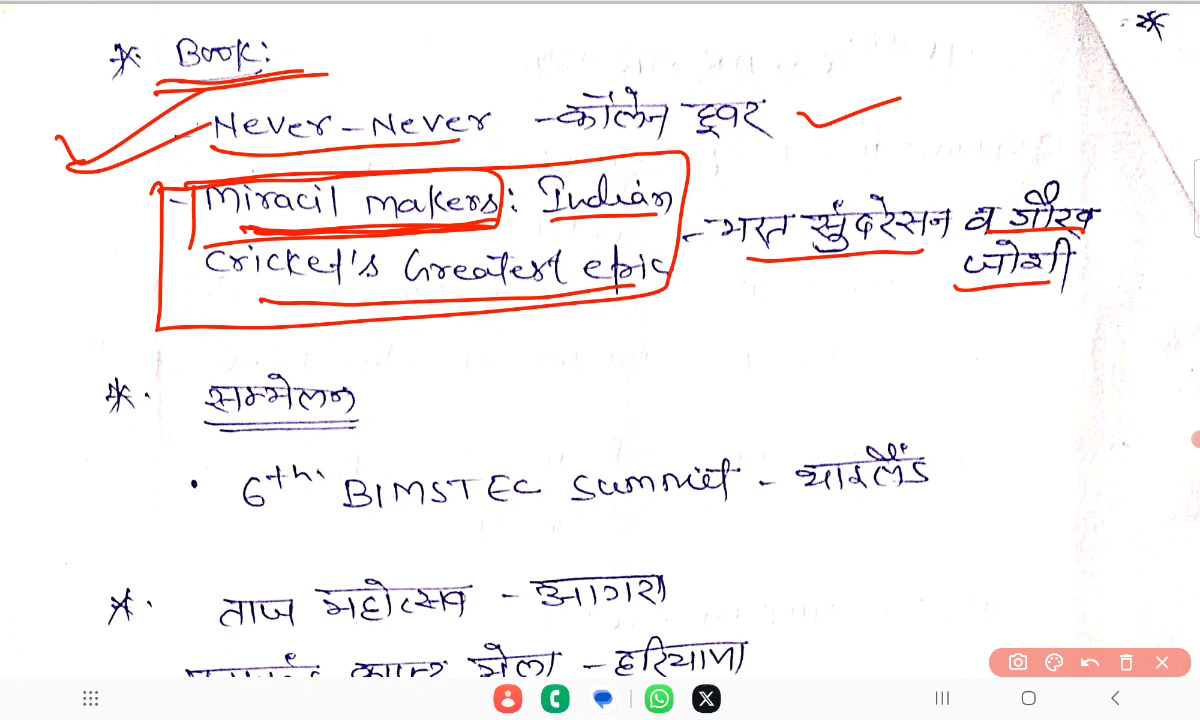 * Book:
- Never - Never - कॉलेन हूवर
- Miracil makers: Indian
cricket's Greatest epic - भरत सुंदरेसन व गौरव
जोशी
*. सम्मेलन
• 6th. BIMSTEC Summit - थाइलैंड
*. ताज महोत्सव - आगरा
मेला - हरियाणा